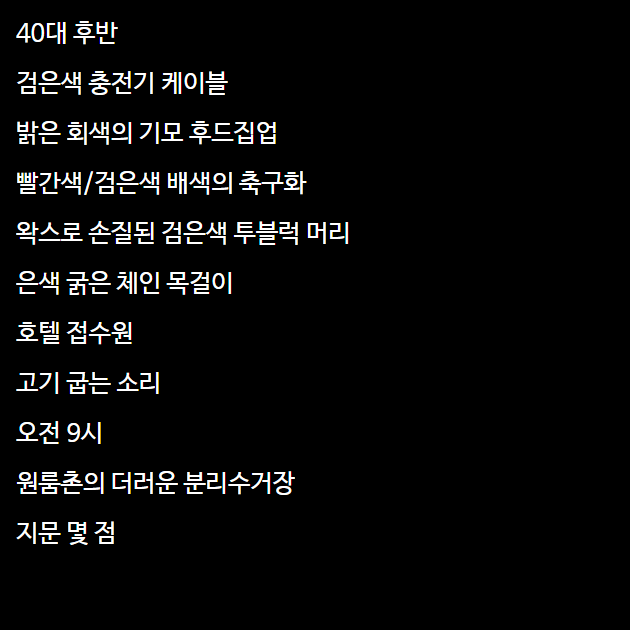 40대 후반
검은색 충전기 케이블
밝은 회색의 기모 후드집업
빨간색/검은색 배색의 축구화
왁스로 손질된 검은색 투블럭 머리
은색 굵은 체인 목걸이
호텔 접수원
고기 굽는 소리
오전 9시
원룸촌의 더러운 분리수거장
지문 몇 점